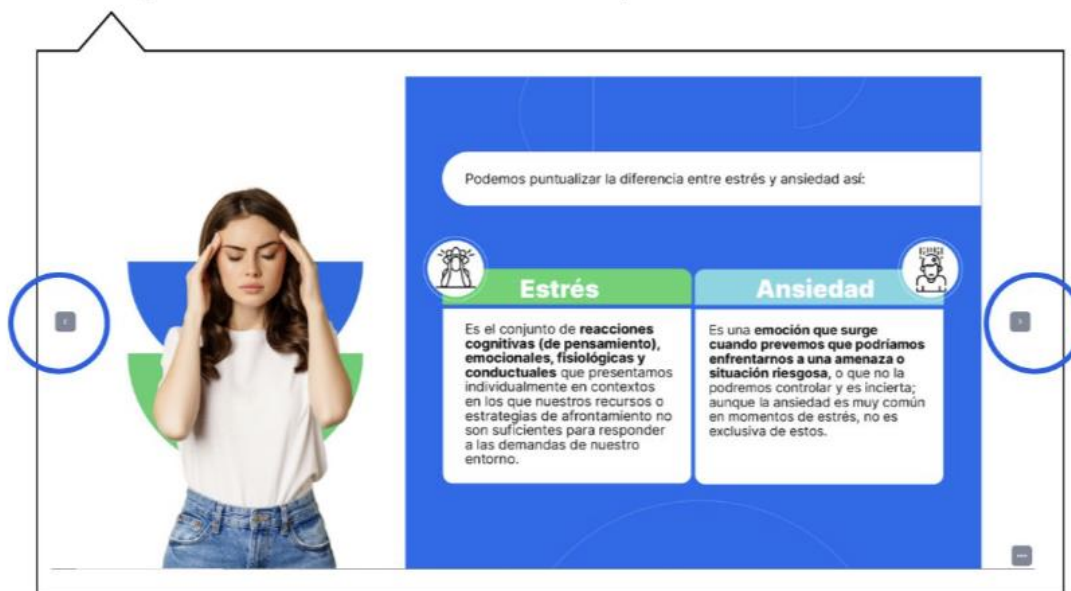 Podemos puntualizar la diferencia entre estrés y ansiedad así:
Estrés
Es el conjunto de reacciones
cognitivas (de pensamiento),
emocionales, fisiológicas y
conductuales que presentamos
individualmente en contextos
en los que nuestros recursos o
estrategias de afrontamiento no
son suficientes para responder
a las demandas de nuestro
entorno.
Ansiedad
Es una emoción que surge
cuando prevemos que podríamos
enfrentarnos a una amenaza o
situación riesgosa, o que no la
podremos controlar y es incierta;
aunque la ansiedad es muy común
en momentos de estrés, no es
exclusiva de estos.